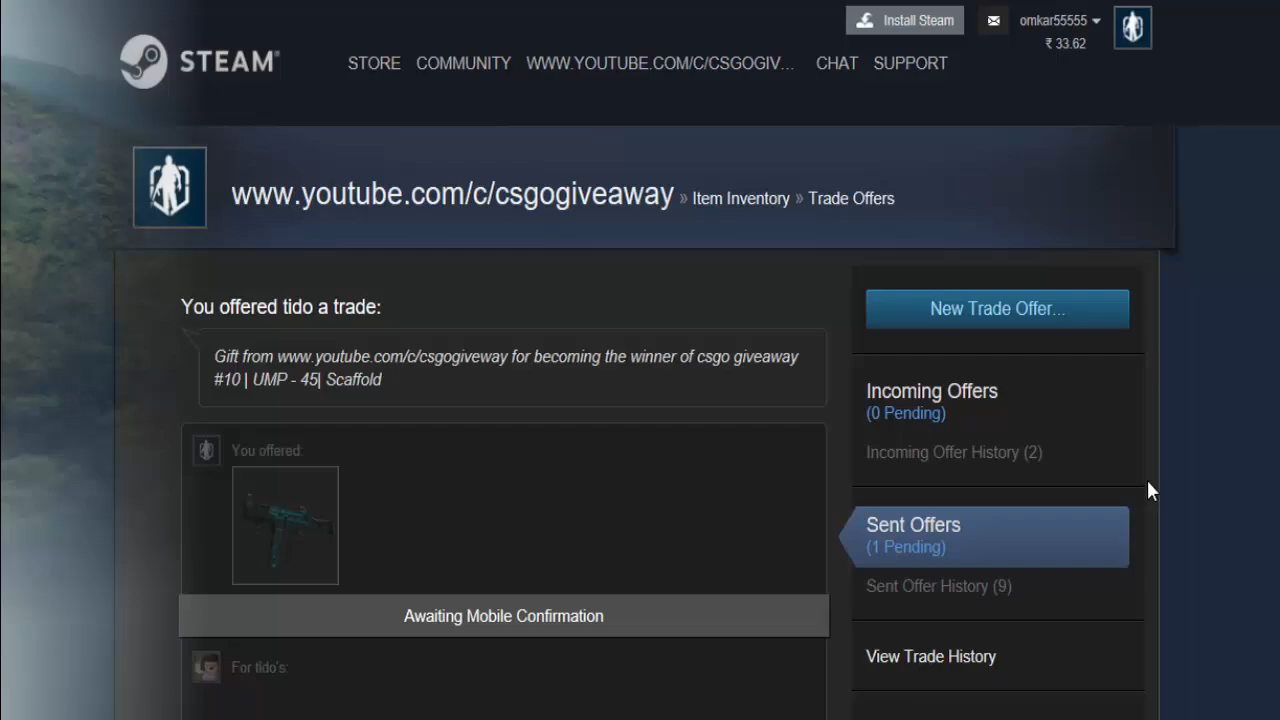 Install Steam
omkar55555
₹ 33.62
STEAM®
STORE COMMUNITY WWW.YOUTUBE.COM/C/CSGOGIV... CHAT SUPPORT
www.youtube.com/c/csgogiveaway » Item Inventory » Trade Offers
You offered tido a trade:
Gift from www.youtube.com/c/csgogiveway for becoming the winner of csgo giveaway
#10 | UMP - 45| Scaffold
You offered:
Awaiting Mobile Confirmation
For tido's:
New Trade Offer...
Incoming Offers
(0 Pending)
Incoming Offer History (2)
Sent Offers
(1 Pending)
Sent Offer History (9)
View Trade History